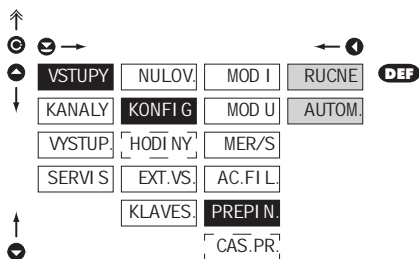 VSTUPY NULOV. MOD I RUCNE DEF
KANALY KONFIG MOD U AUTOM.
VYSTUP. HODINY MER/S
SERVIS EXT.VS. AC.FIL.
KLAVES. PREPIN.
CAS.PR.